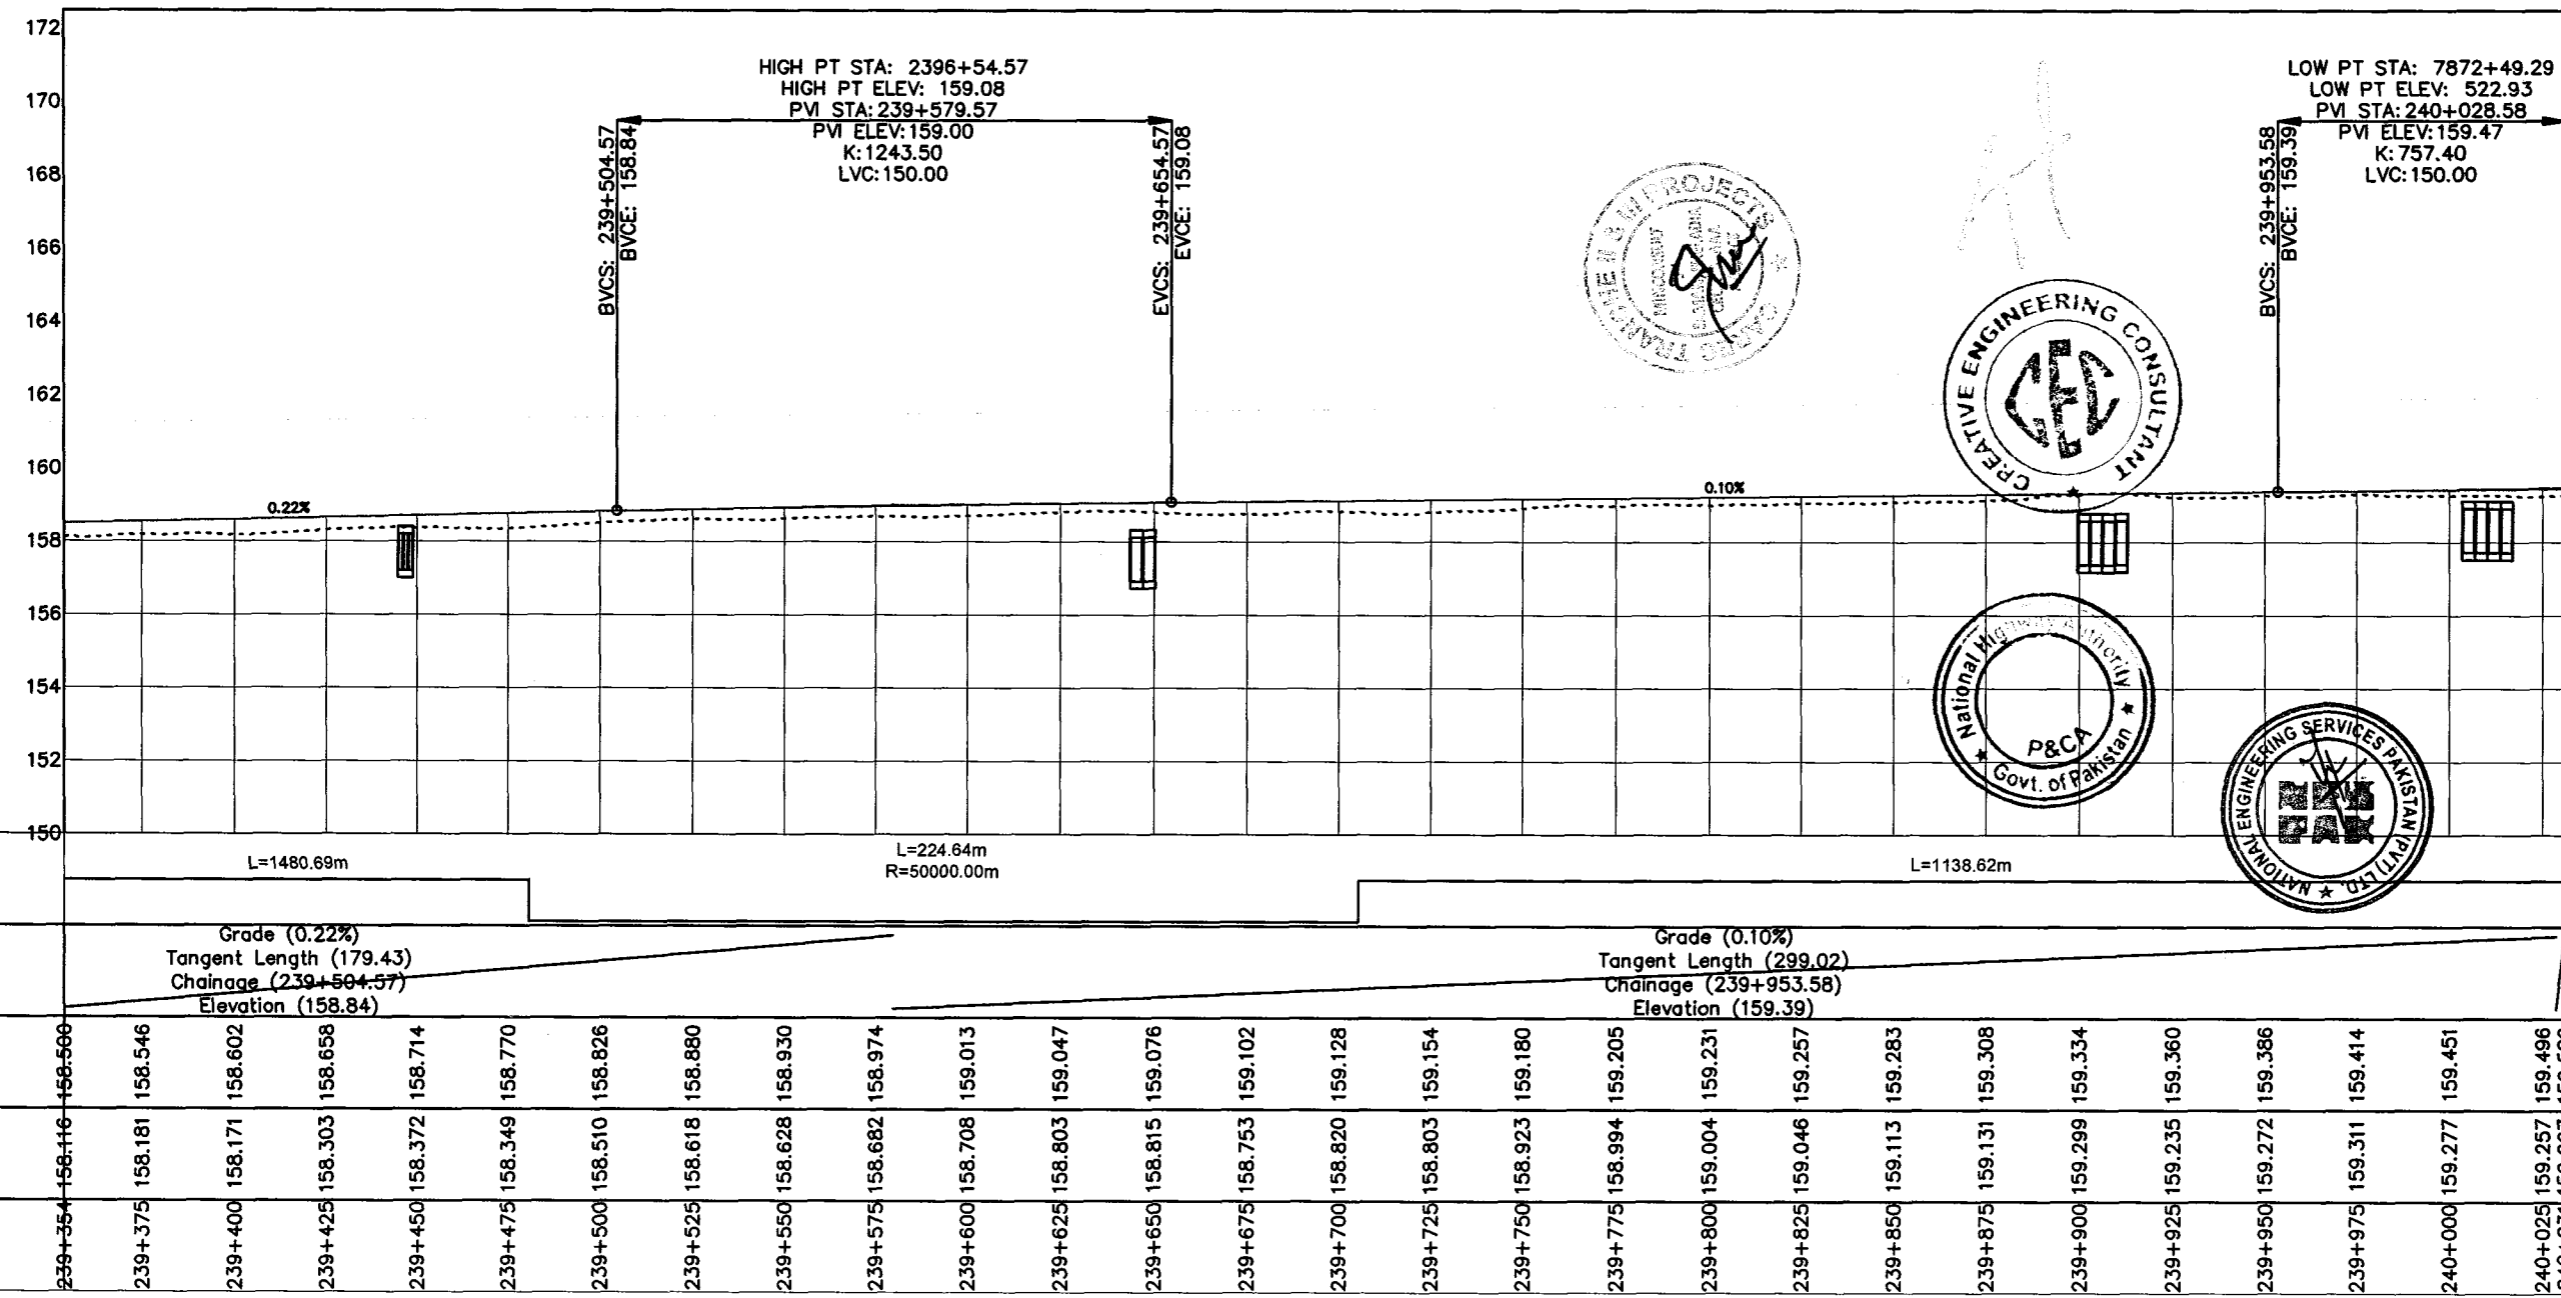 172
170
168
166
164
162
160
158
156
154
152
150
HIGH PT STA: 2396+54.57
HIGH PT ELEV: 159.08
PVI STA:239+579.57
PVI ELEV:159.00
K:1243.50
LVC:150.00
BVCS: 239+504.57
BVCE: 158.84
EVCS: 239+654.57
EVCE: 159.08
LOW PT STA: 7872+49.29
LOW PT ELEV: 522.93
PVI STA:240+028.58
PVI ELEV:159.47
K:757.40
LVC:150.00
BVCS: 239+953.58
BVCE: 159.39
CAREC TRANCHE II & III PROJECTS
CREATIVE ENGINEERING CONSULTANT
CEC
National Highway Authority
P&CA
Govt. of Pakistan
NATIONAL ENGINEERING SERVICES PAKISTAN (PVT) LTD.
0.22%
0.10%
L=1480.69m
L=224.64m
R=50000.00m
L=1138.62m
Grade (0.22%)
Tangent Length (179.43)
Chainage (239+504.57)
Elevation (158.84)
Grade (0.10%)
Tangent Length (299.02)
Chainage (239+953.58)
Elevation (159.39)
158.500 158.546 158.602 158.658 158.714 158.770 158.826 158.880 158.930 158.974 159.013 159.047 159.076 159.102 159.128 159.154 159.180 159.205 159.231 159.257 159.283 159.308 159.334 159.360 159.386 159.414 159.451 159.496
158.116 158.181 158.171 158.303 158.372 158.349 158.510 158.618 158.628 158.682 158.708 158.803 158.815 158.753 158.820 158.803 158.923 158.994 159.004 159.046 159.113 159.131 159.299 159.235 159.272 159.311 159.277 159.257
239+354 239+375 239+400 239+425 239+450 239+475 239+500 239+525 239+550 239+575 239+600 239+625 239+650 239+675 239+700 239+725 239+750 239+775 239+800 239+825 239+850 239+875 239+900 239+925 239+950 239+975 240+000 240+025